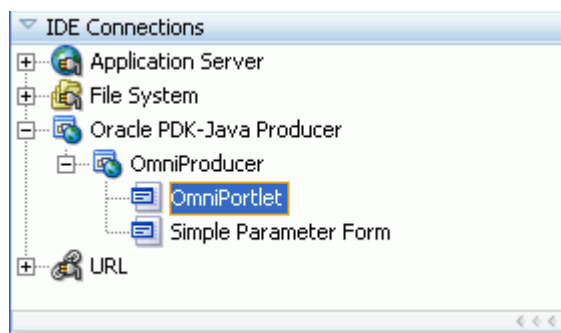 IDE Connections
Application Server
File System
Oracle PDK-Java Producer
OmniProducer
OmniPortlet
Simple Parameter Form
URL